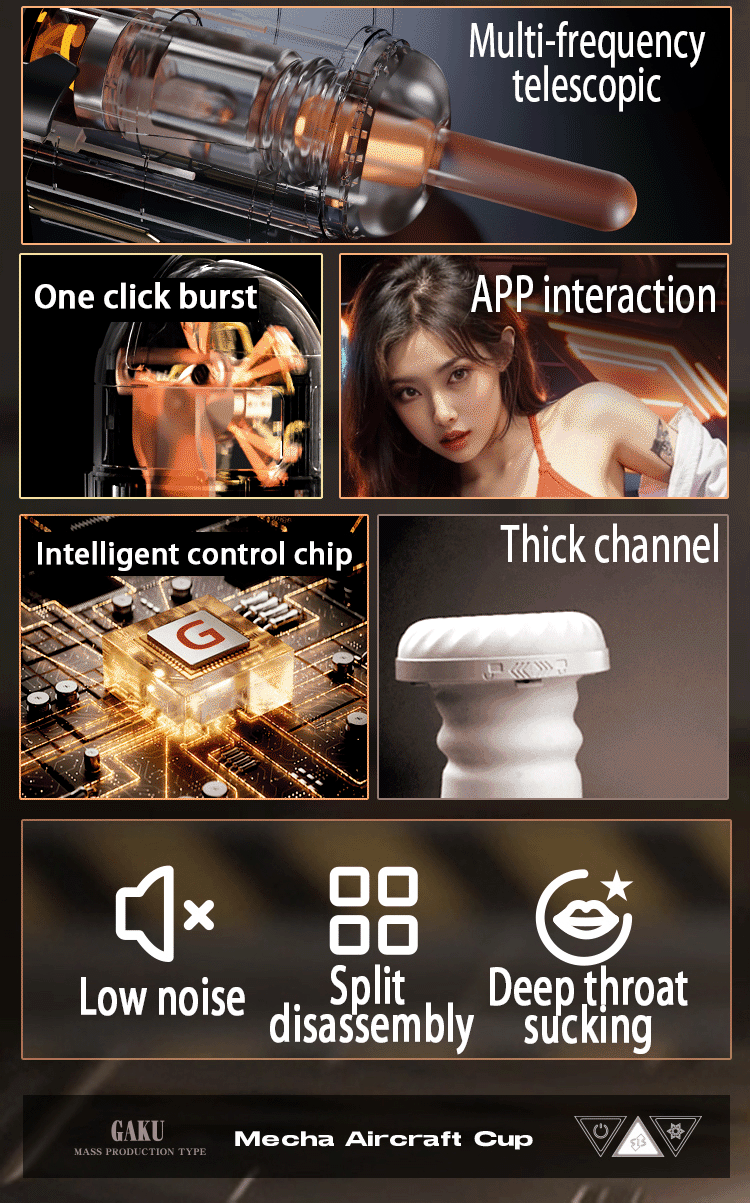 Multi-frequency
telescopic
One click burst
APP interaction
Intelligent control chip
Thick channel
G
Low noise
Split
disassembly
Deep throat
sucking
GAKU
MASS PRODUCTION TYPE
Mecha Aircraft Cup